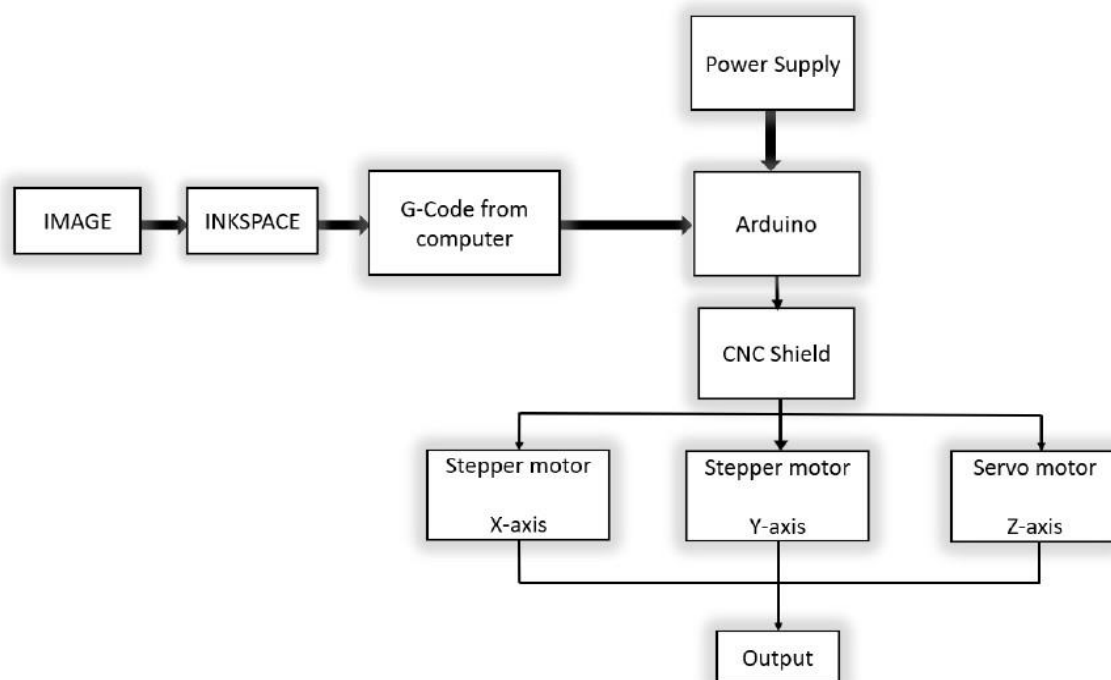 Power Supply
IMAGE
INKSPACE
G-Code from
computer
Arduino
CNC Shield
Stepper motor
X-axis
Stepper motor
Y-axis
Servo motor
Z-axis
Output